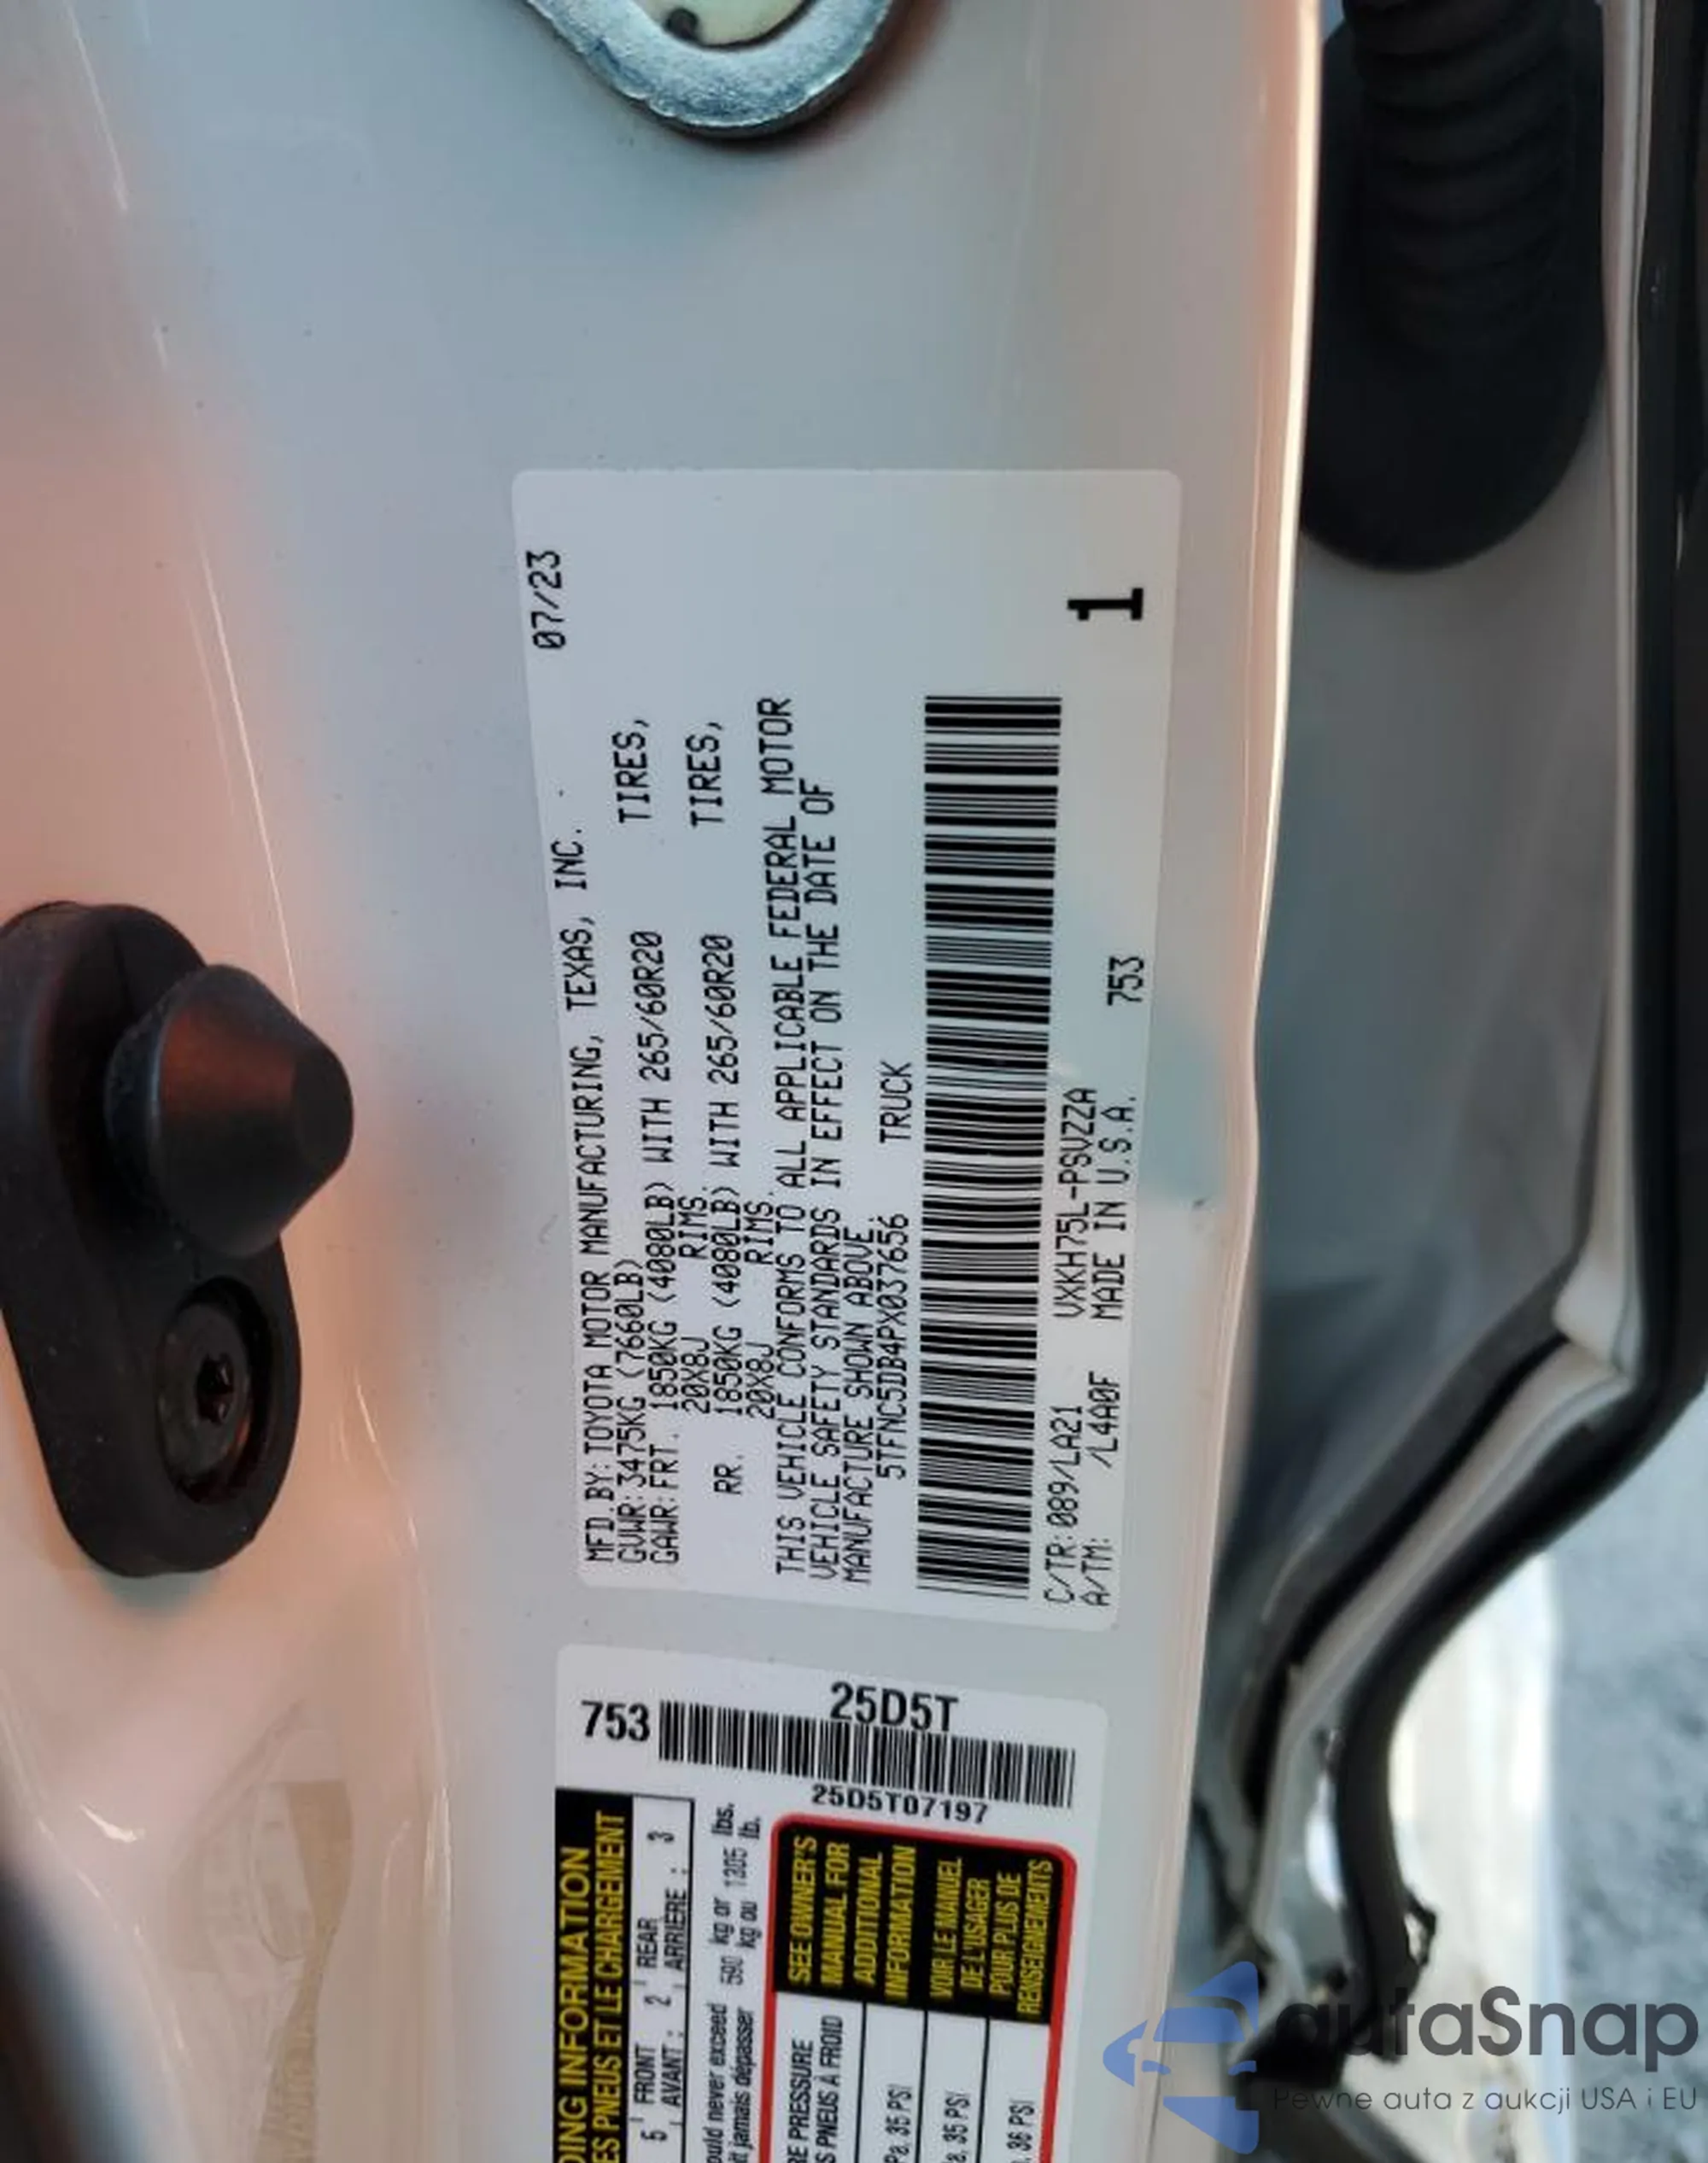 07/23
MFD.BY:TOYOTA MOTOR MANUFACTURING, TEXAS, INC.
GVWR:3475KG (7660LB)
GAWR:FRT. 1850KG (4080LB) WITH 265/60R20 TIRES,
20X8J RIMS.
RR. 1850KG (4080LB) WITH 265/60R20 TIRES,
20X8J RIMS.
THIS VEHICLE CONFORMS TO ALL APPLICABLE FEDERAL MOTOR
VEHICLE SAFETY STANDARDS IN EFFECT ON THE DATE OF
MANUFACTURE SHOWN ABOVE.
5TFNC5DB4PX037656 TRUCK
1
C/TR:089/LA21 VXKH75L-PSVZZA
A/TM: /L4A0F MADE IN U.S.A. 753
753
25D5T
25D5T07197
DING INFORMATION
ES PNEUS ET LE CHARGEMENT
5 FRONT 2 REAR 3
AVANT : ARRIÈRE :
ould never exceed 590 kg or 1305 lbs.
it jamais dépasser kg ou lb.
RE PRESSURE
S PNEUS À FROID
SEE OWNER'S
MANUAL FOR
ADDITIONAL
INFORMATION
VOIR LE MANUEL
DE L'USAGER
POUR PLUS DE
RENSEIGNEMENTS
Pa, 35 PSI
a, 35 PSI
, 36 PSI
autaSnap
Pewne auta z aukcji USA i EU